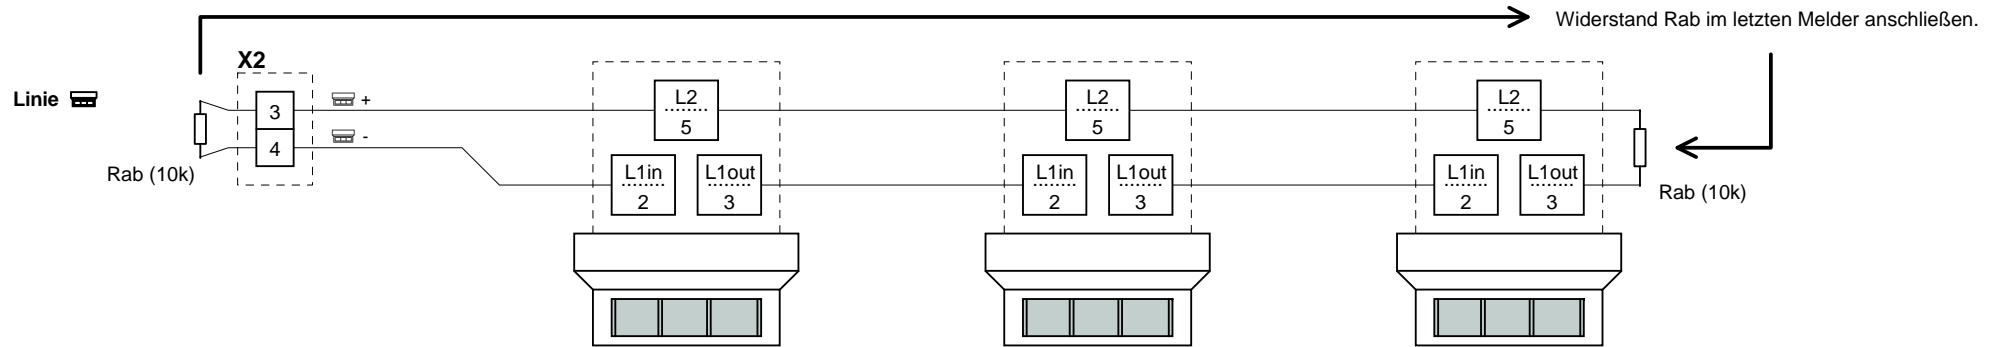 Widerstand Rab im letzten Melder anschließen.
X2
Linie
+
-
3
4
Rab (10k)
L2
5
L1in
2
L1out
3
L2
5
L1in
2
L1out
3
L2
5
L1in
2
L1out
3
Rab (10k)